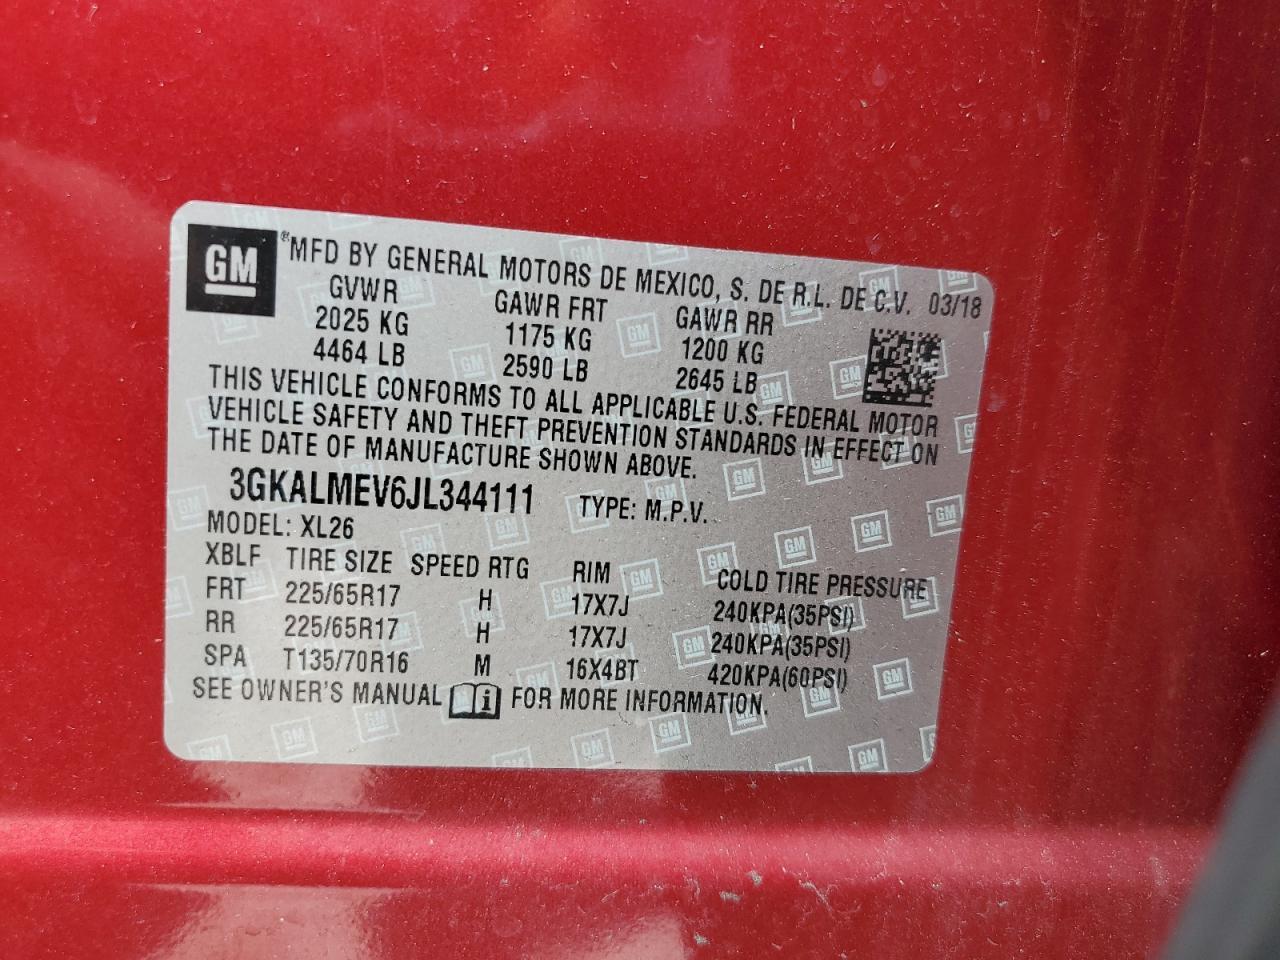 GM ® MFD BY GENERAL MOTORS DE MEXICO, S. DE R.L. DE C.V. 03/18
GVWR GAWR FRT GAWR RR
2025 KG 1175 KG 1200 KG
4464 LB 2590 LB 2645 LB
THIS VEHICLE CONFORMS TO ALL APPLICABLE U.S. FEDERAL MOTOR
VEHICLE SAFETY AND THEFT PREVENTION STANDARDS IN EFFECT ON
THE DATE OF MANUFACTURE SHOWN ABOVE.
3GKALMEV6JL344111 TYPE: M.P.V.
MODEL: XL26
XBLF TIRE SIZE SPEED RTG RIM COLD TIRE PRESSURE
FRT 225/65R17 H 17X7J 240KPA(35PSI)
RR 225/65R17 H 17X7J 240KPA(35PSI)
SPA T135/70R16 M 16X4BT 420KPA(60PSI)
SEE OWNER'S MANUAL i FOR MORE INFORMATION.